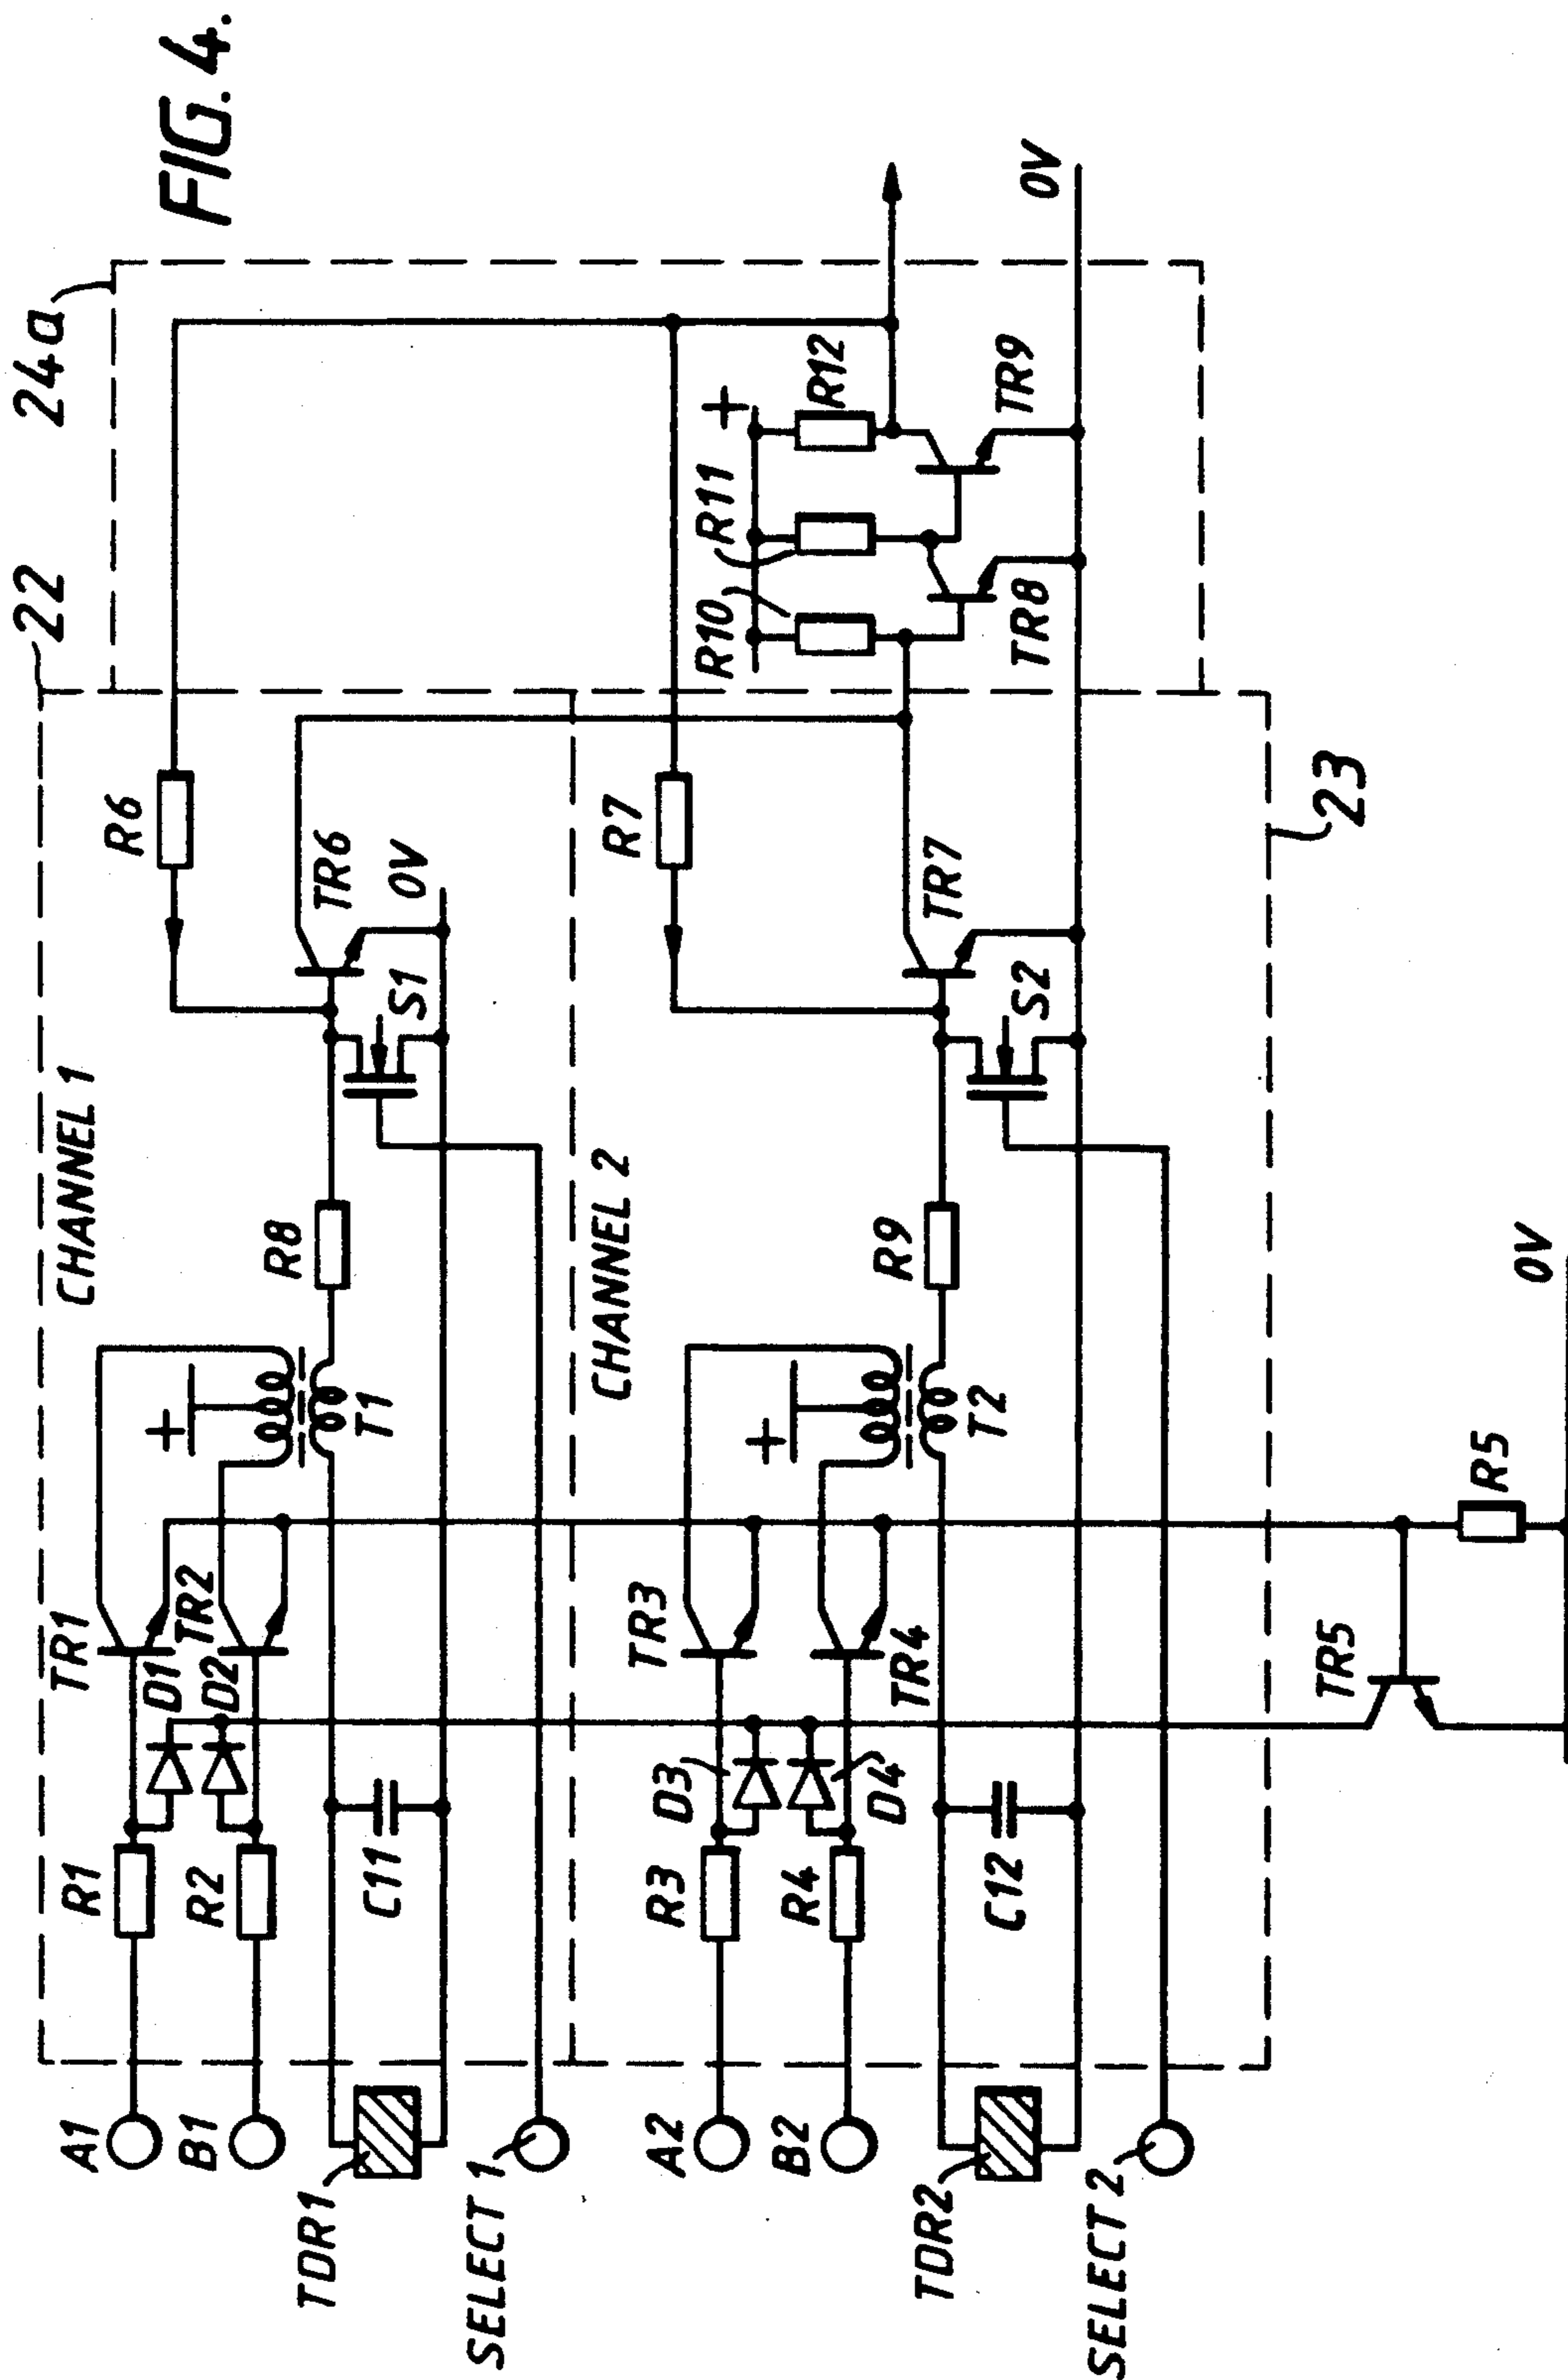 FIG. 4.
22
24a
CHANNEL 1
A1
R1
D1
TR1
B1
R2
D2
TR2
+
T1
R8
R6
TR6
S1
0V
C11
TDR1
SELECT 1
CHANNEL 2
A2
R3
D3
TR3
B2
R4
D4
TR4
+
T2
R9
R7
TR7
S2
C12
TDR2
SELECT 2
R10
R11
+
R12
TR8
TR9
0V
23
TR5
R5
0V